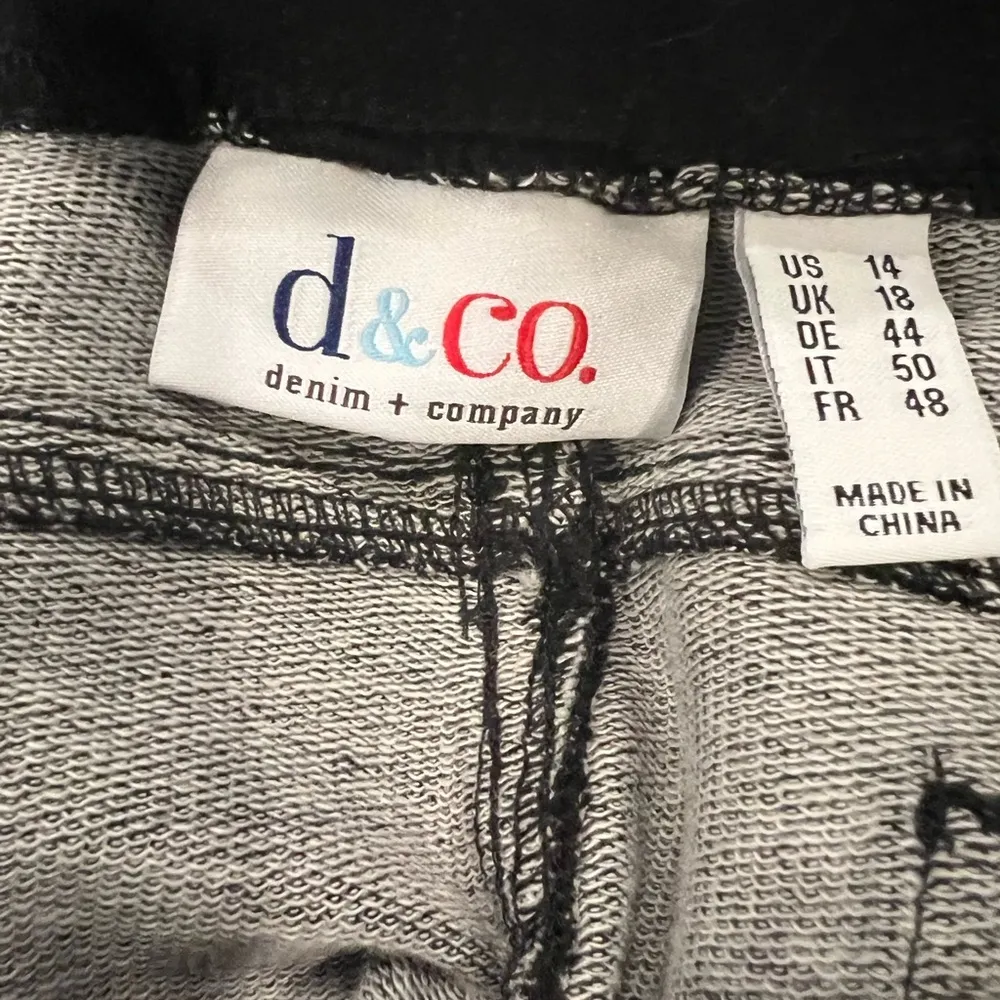 d&co.
denim + company
US 14
UK 18
DE 44
IT 50
FR 48
MADE IN
CHINA